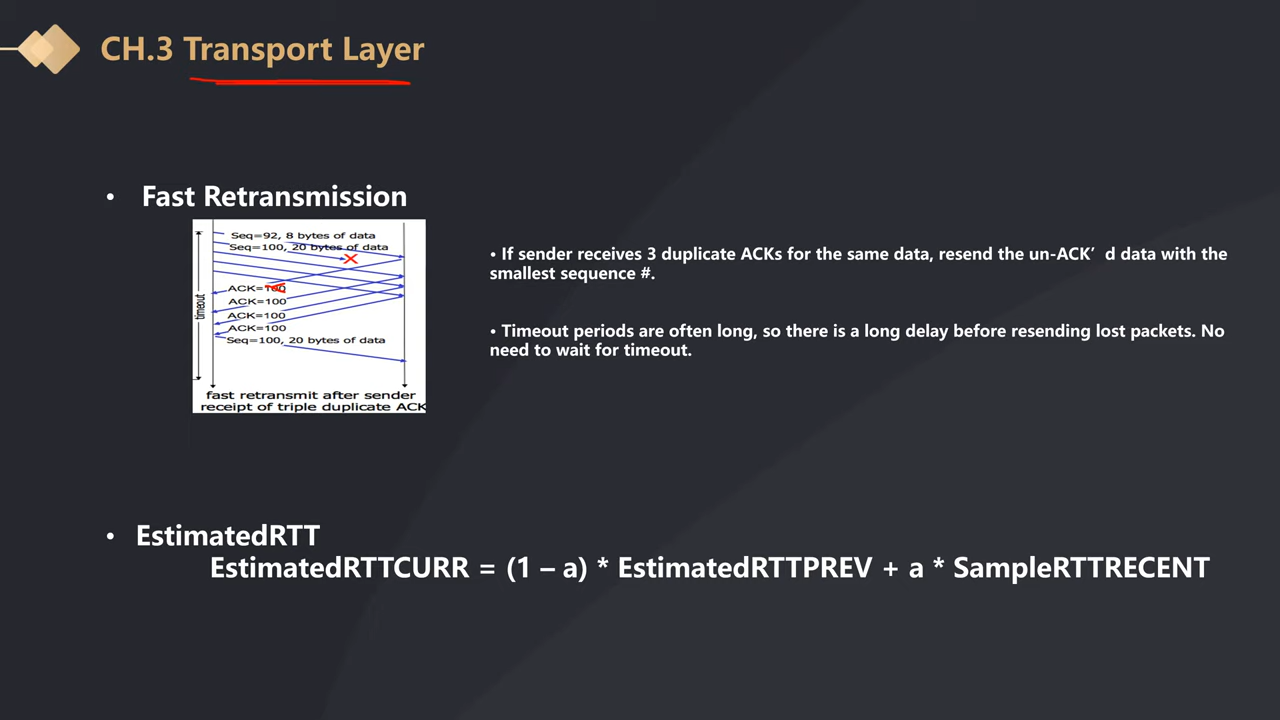 CH.3 Transport Layer
• Fast Retransmission
Seq=92, 8 bytes of data
Seq=100, 20 bytes of data
ACK=100
ACK=100
ACK=100
ACK=100
Seq=100, 20 bytes of data
timeout
fast retransmit after sender
receipt of triple duplicate ACK
• If sender receives 3 duplicate ACKs for the same data, resend the un-ACK’d data with the
smallest sequence #.
• Timeout periods are often long, so there is a long delay before resending lost packets. No
need to wait for timeout.
• EstimatedRTT
EstimatedRTTCURR = (1 – a) * EstimatedRTTPREV + a * SampleRTTRECENT